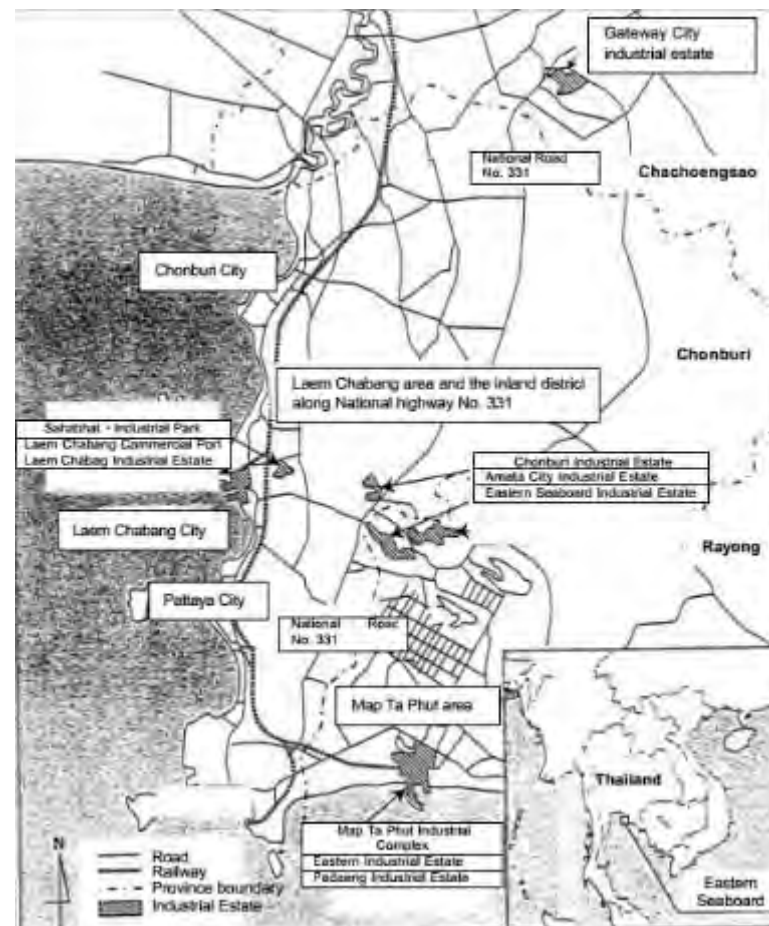 Gateway City
industrial estate
National Road
No. 331
Chachoengsao
Chonburi City
Chonburi
Laem Chabang area and the inland district
along National highway No. 331
Sahabhat - Industrial Park
Laem Chabang Commercial Port
Laem Chabag Industrial Estate
Chonburi Industrial Estate
Amata City Industrial Estate
Eastern Seaboard Industrial Estate
Laem Chabang City
Rayong
Pattaya City
National Road
No. 331
Map Ta Phut area
Thailand
Map Ta Phut Industrial
Complex
Eastern Industrial Estate
Padaeng Industrial Estate
Eastern
Seaboard
N
Road
Railway
Province boundary
Industrial Estate